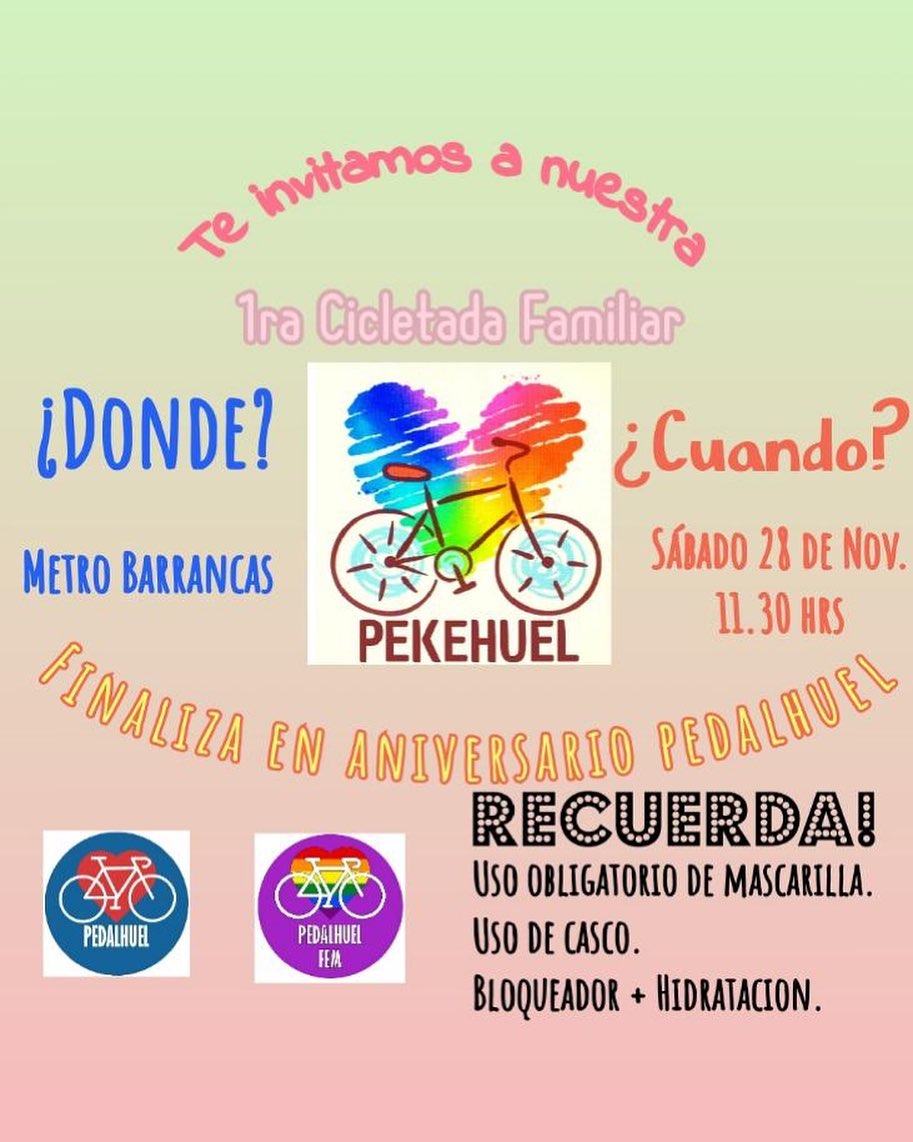 Te invitamos a nuestra
1ra Cicletada Familiar
¿Donde?
Metro Barrancas
¿Cuando?
Sábado 28 de Nov.
11.30 hrs
PEKEHUEL
Finaliza en aniversario pedalhuel
RECUERDA!
Uso obligatorio de mascarilla.
Uso de casco.
Bloqueador + Hidratacion.
PEDALHUEL
PEDALHUEL
FEM